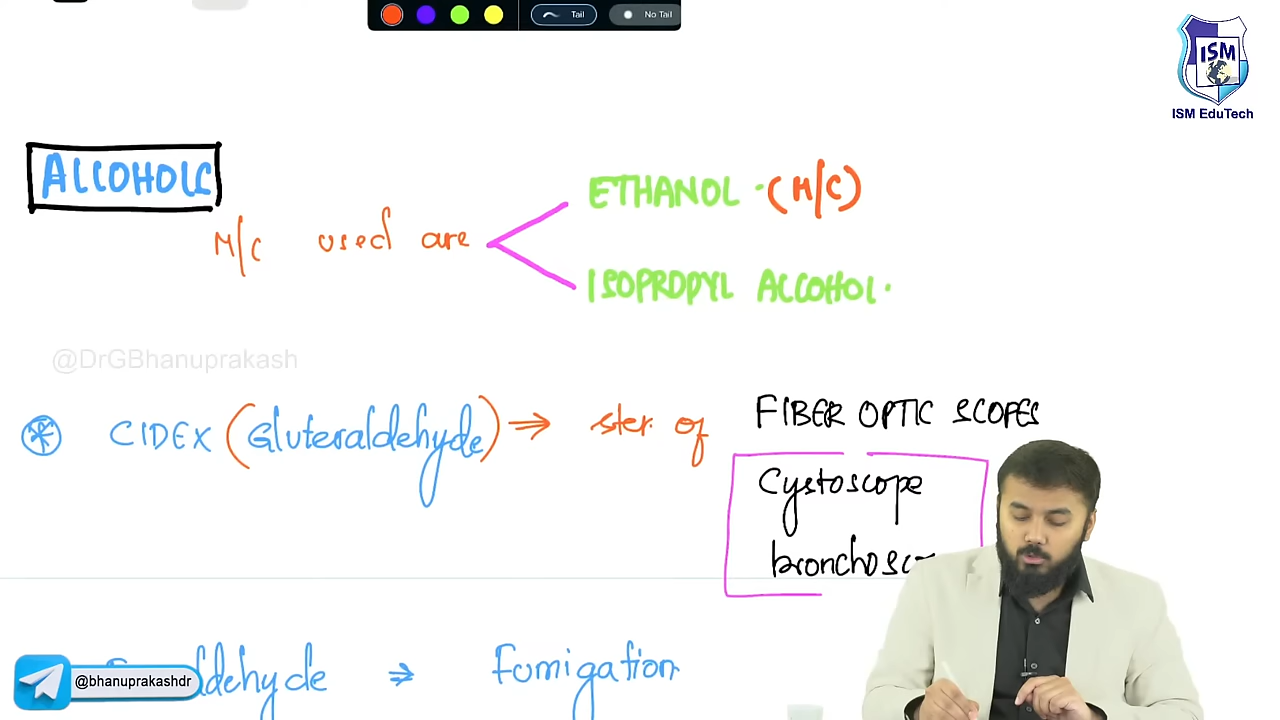 Tail
No Tail
ISM
ISM EduTech
ALCOHOLS
M/C used are
ETHANOL (M/C)
ISOPROPYL ALCOHOL
@DrGBhanuprakash
CIDEX (Gluteraldehyde) ⇒ ster. of FIBER OPTIC SCOPES
Cystoscope
bronchosco
ldehyde ⇒ Fumigation
@bhanuprakashdr